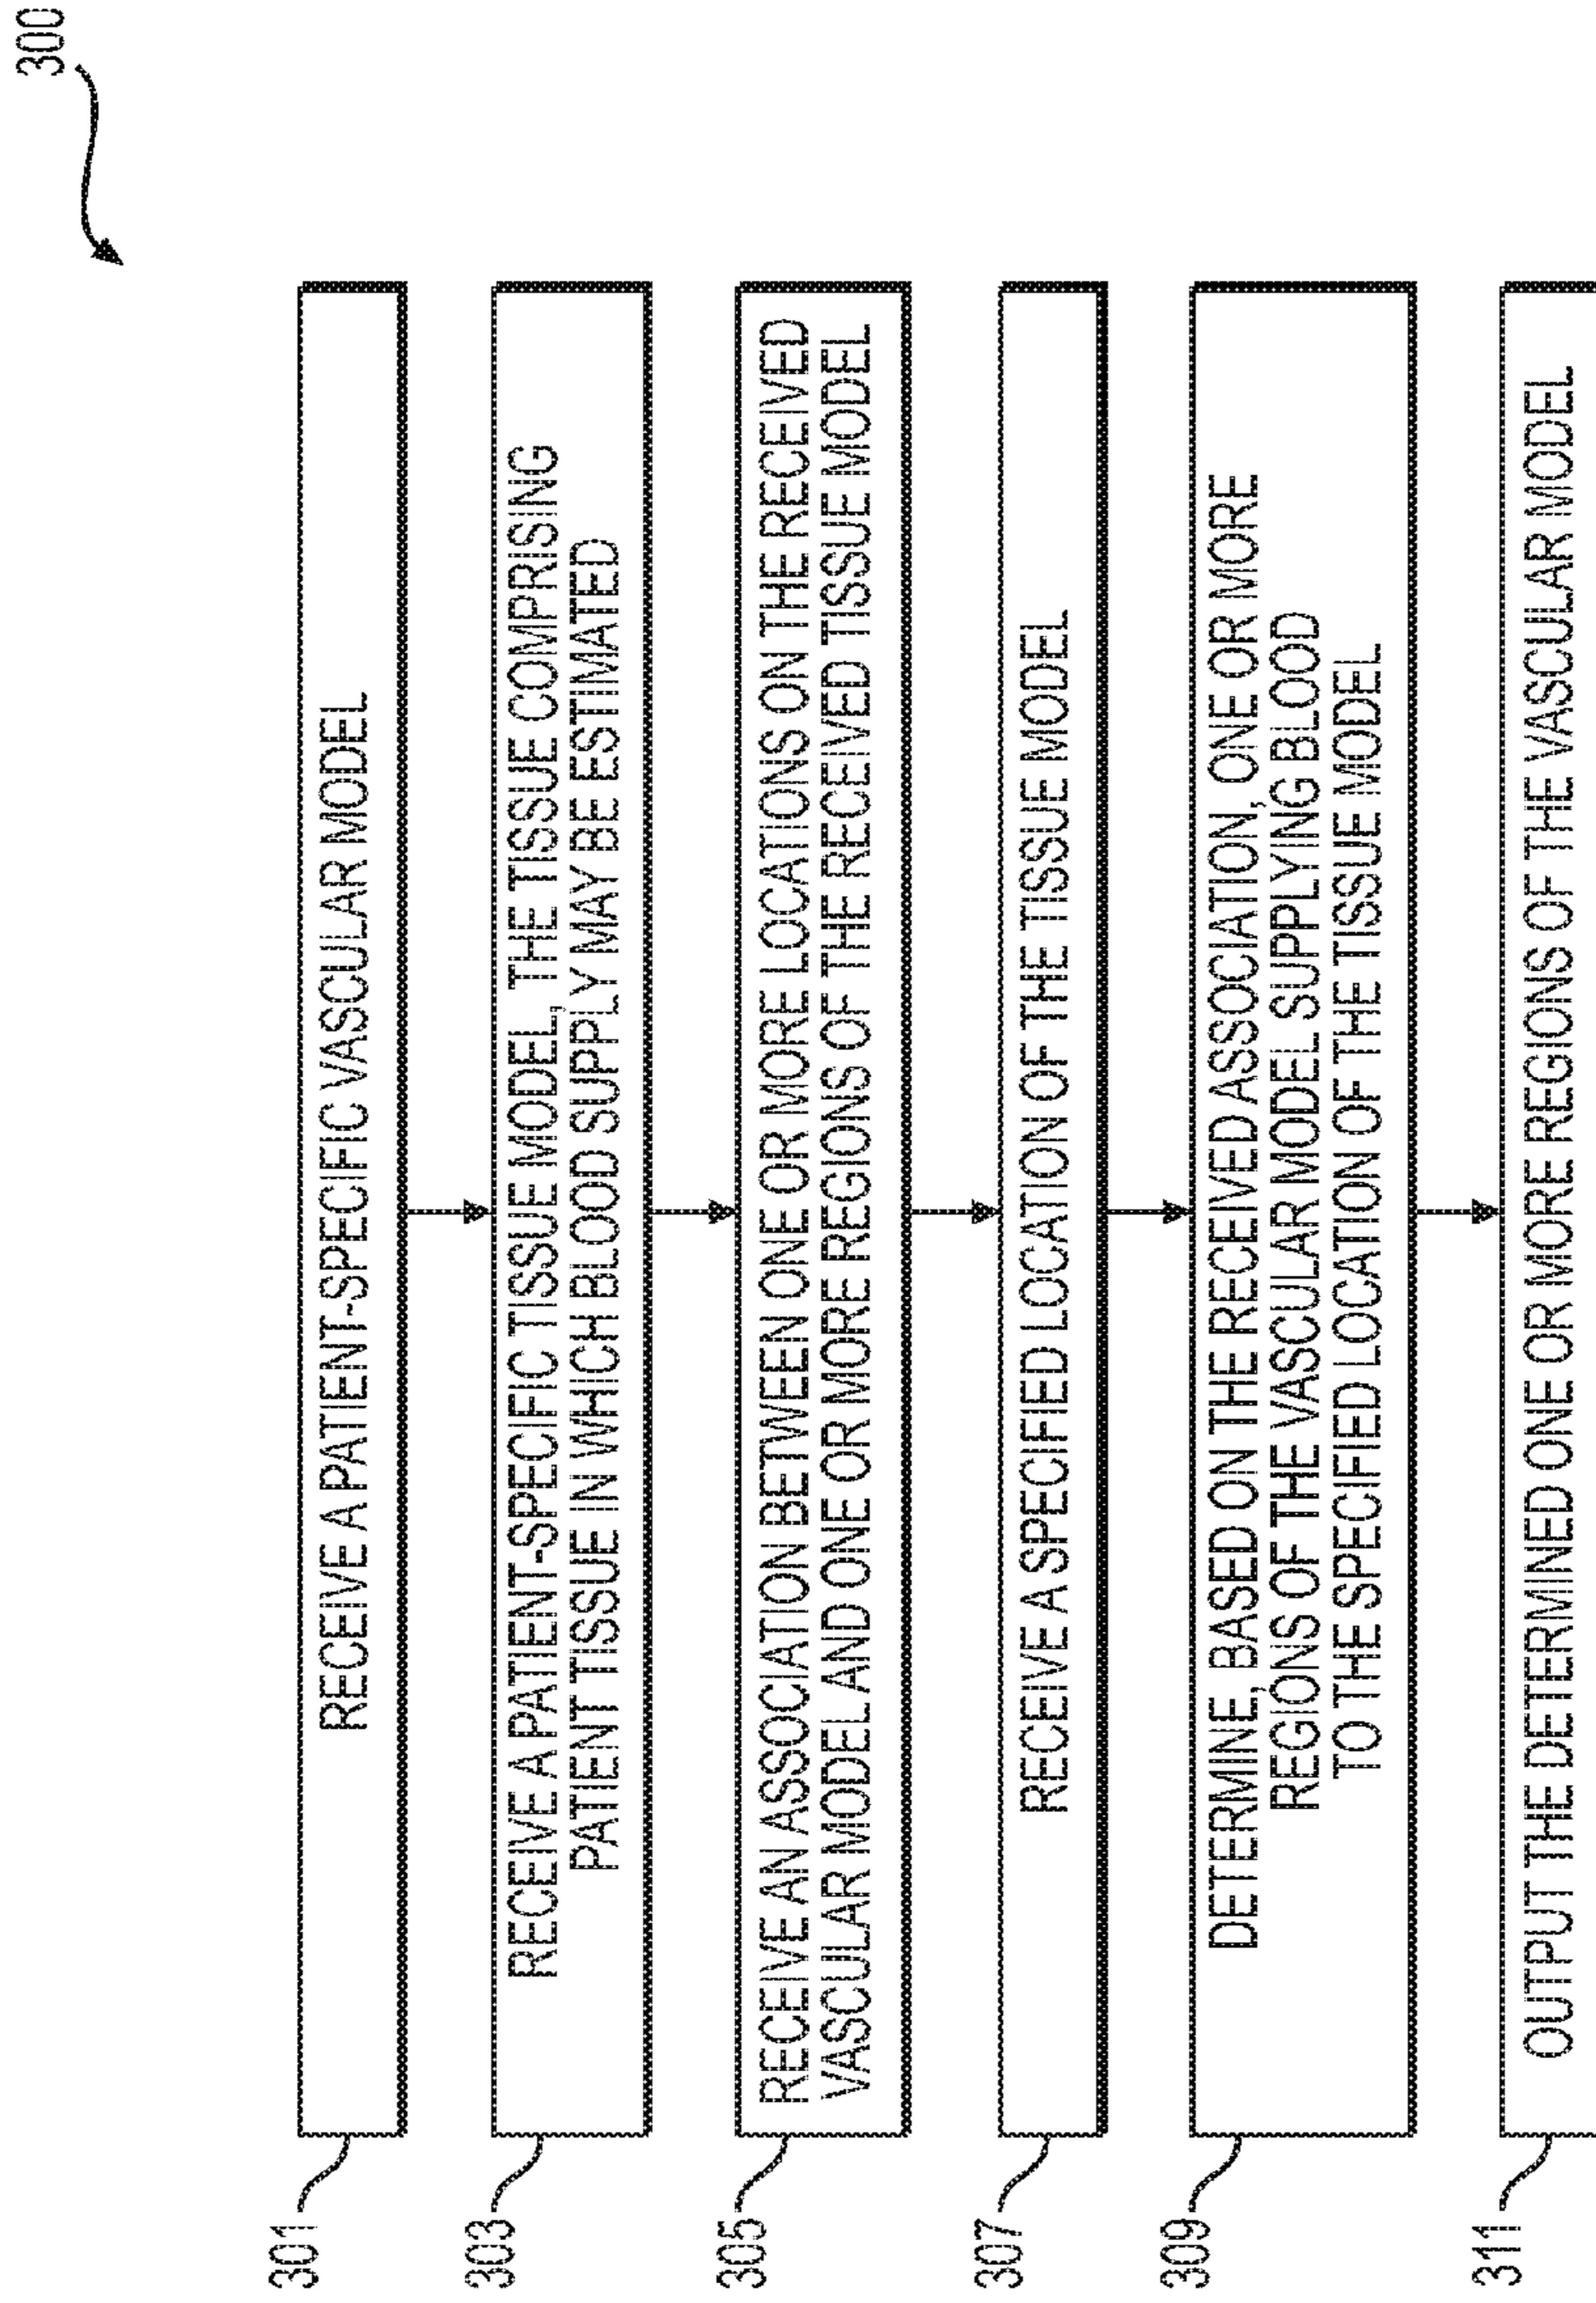 300
301
RECEIVE A PATIENT-SPECIFIC VASCULAR MODEL
303
RECEIVE A PATIENT-SPECIFIC TISSUE MODEL, THE TISSUE COMPRISING
PATIENT TISSUE IN WHICH BLOOD SUPPLY MAY BE ESTIMATED
305
RECEIVE AN ASSOCIATION BETWEEN ONE OR MORE LOCATIONS ON THE RECEIVED
VASCULAR MODEL AND ONE OR MORE REGIONS OF THE RECEIVED TISSUE MODEL
307
RECEIVE A SPECIFIED LOCATION OF THE TISSUE MODEL
309
DETERMINE, BASED ON THE RECEIVED ASSOCIATION, ONE OR MORE
REGIONS OF THE VASCULAR MODEL SUPPLYING BLOOD
TO THE SPECIFIED LOCATION OF THE TISSUE MODEL
311
OUTPUT THE DETERMINED ONE OR MORE REGIONS OF THE VASCULAR MODEL